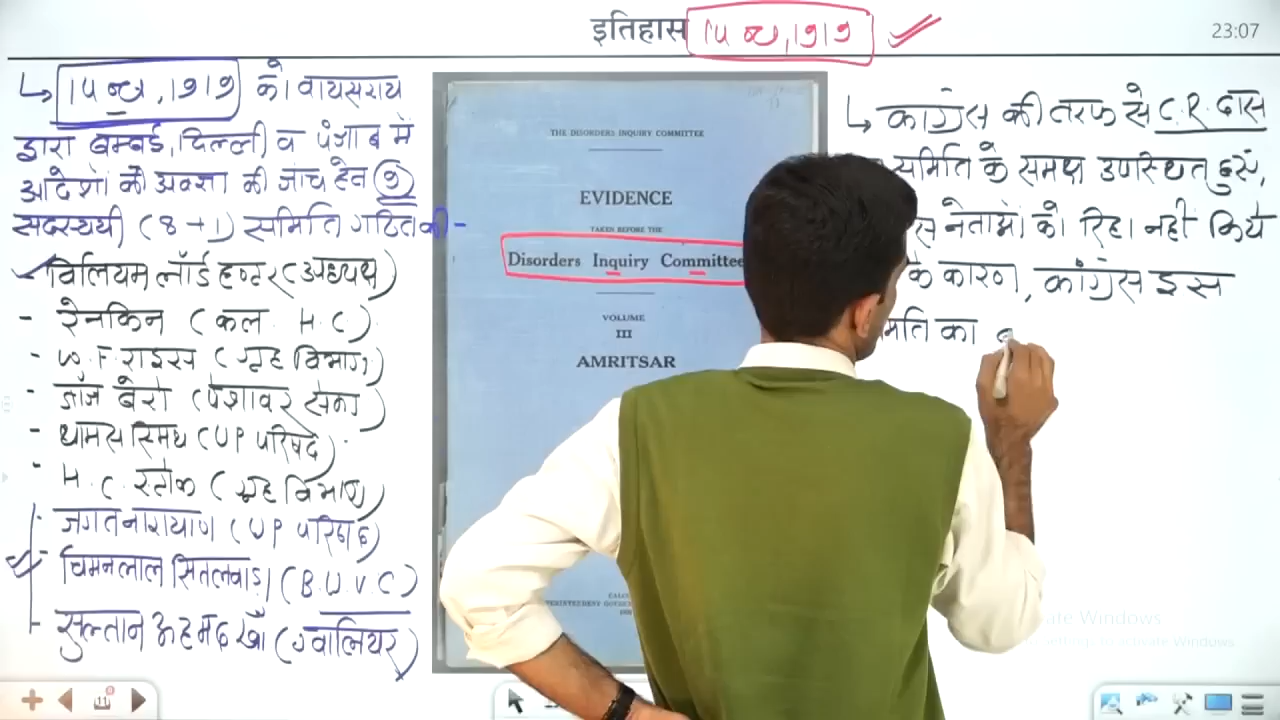 इतिहास 14 अक्टू, 1919
23:07
↳ 14 अक्टू, 1919 को वायसराय
द्वारा बम्बई, दिल्ली व पंजाब में
आदेशों की अवज्ञा की जांच हेतु 9
सदस्ययी (8+1) समिति गठित की -
विलियम लॉर्ड हण्टर (अध्यक्ष)
- रेनकिन (कल. H.C)
- W.F. राइस (गृह विभाग)
- जॉर्ज बेरो (पेशावर सेना)
- थामस स्मिथ (UP परिषद)
- H.C. स्टोक (गृह विभाग)
- जगतनारायण (UP परिषद)
- चिमनलाल सितलवाड़ (B.U.V.C)
- सुल्तान अहमद खाँ (ग्वालियर)
THE DISORDERS INQUIRY COMMITTEE
EVIDENCE
TAKEN BEFORE THE
Disorders Inquiry Committee
VOLUME
III
AMRITSAR
↳ कांग्रेस की तरफ से C.R. दास
समिति के समक्ष उपस्थित हुए,
नेताओं को रिहा नहीं किये
के कारण, कांग्रेस इस
का